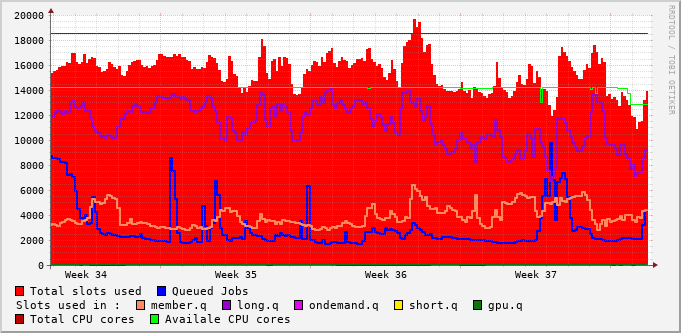 20000
18000
16000
14000
12000
10000
8000
6000
4000
2000
0
Week 34 Week 35 Week 36 Week 37
Total slots used Queued Jobs
Slots used in : member.q long.q ondemand.q short.q gpu.q
Total CPU cores Availale CPU cores
RRDTOOL / TOBI OETIKER